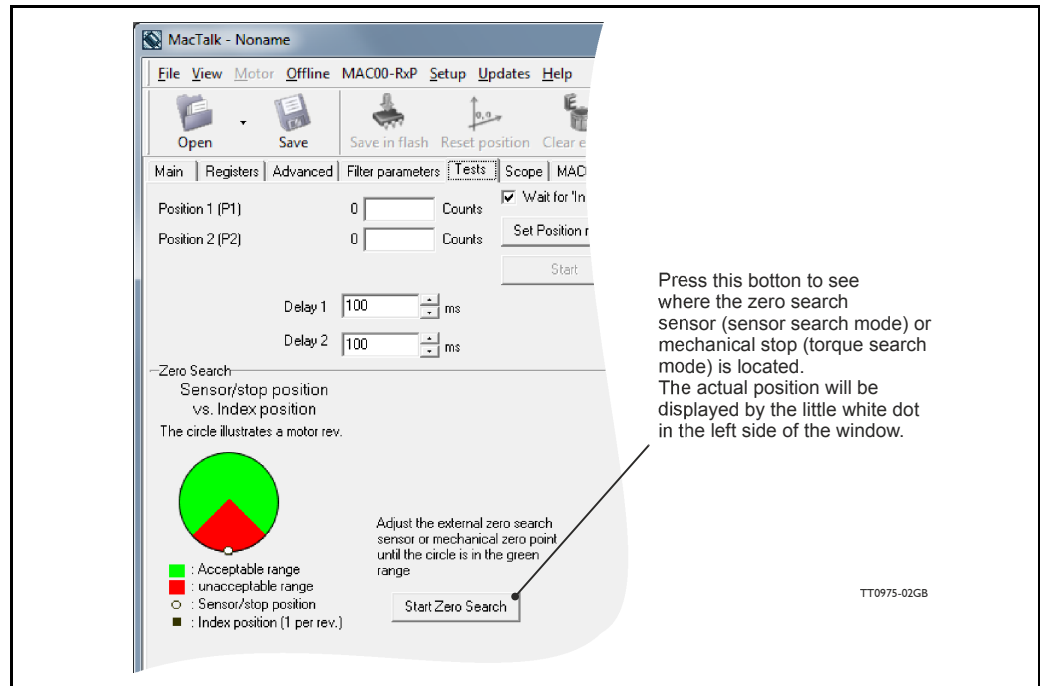 MacTalk - Noname
File View Motor Offline MAC00-RxP Setup Updates Help
Open Save Save in flash Reset position Clear e
0,0
Main Registers Advanced Filter parameters Tests Scope MAC
Position 1 (P1) 0 Counts Wait for 'In
Position 2 (P2) 0 Counts Set Position r
Start
Delay 1 100 ms
Delay 2 100 ms
Zero Search
Sensor/stop position
vs. Index position
The circle illustrates a motor rev.
Adjust the external zero search
sensor or mechanical zero point
until the circle is in the green
range
: Acceptable range
: unacceptable range
: Sensor/stop position
: Index position (1 per rev.)
Start Zero Search
Press this botton to see
where the zero search
sensor (sensor search mode) or
mechanical stop (torque search
mode) is located.
The actual position will be
displayed by the little white dot
in the left side of the window.
TT0975-02GB